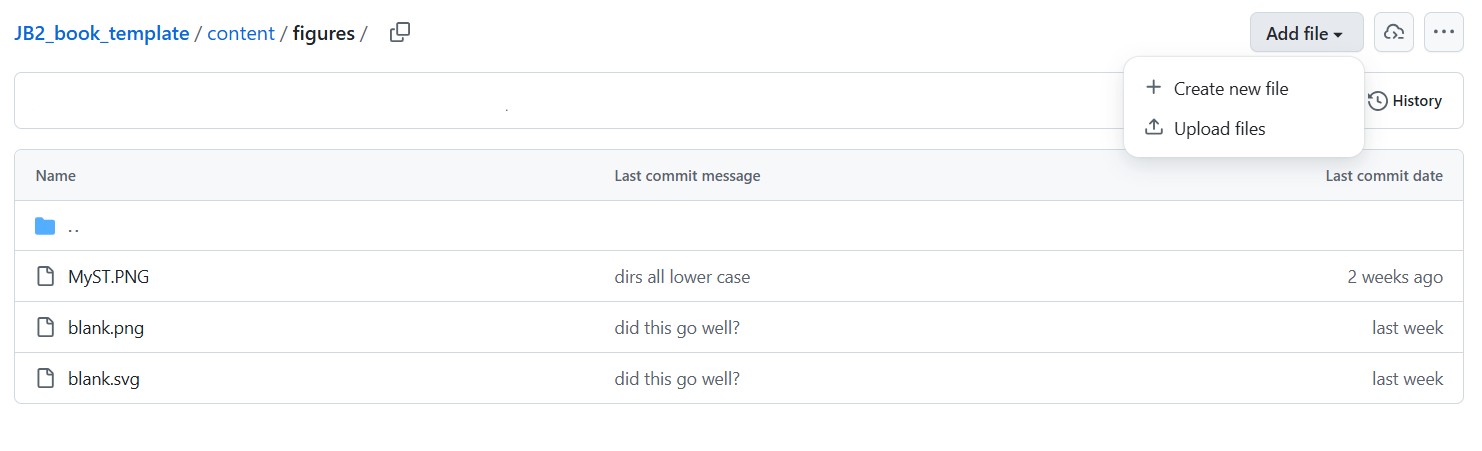 JB2_book_template / content / figures /
Add file
Create new file
Upload files
History
Name Last commit message Last commit date
..
MyST.PNG dirs all lower case 2 weeks ago
blank.png did this go well? last week
blank.svg did this go well? last week